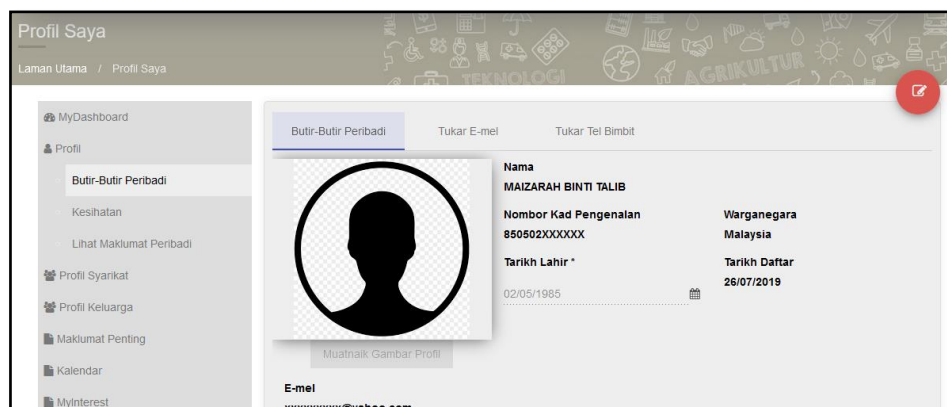 Profil Saya
Laman Utama / Profil Saya
TEKNOLOGI
AGRIKULTUR
MyDashboard
Profil
Butir-Butir Peribadi
Kesihatan
Lihat Maklumat Peribadi
Profil Syarikat
Profil Keluarga
Maklumat Penting
Kalendar
MyInterest
Butir-Butir Peribadi Tukar E-mel Tukar Tel Bimbit
Nama
MAIZARAH BINTI TALIB
Nombor Kad Pengenalan Warganegara
850502XXXXXX Malaysia
Tarikh Lahir * Tarikh Daftar
02/05/1985 26/07/2019
Muatnaik Gambar Profil
E-mel